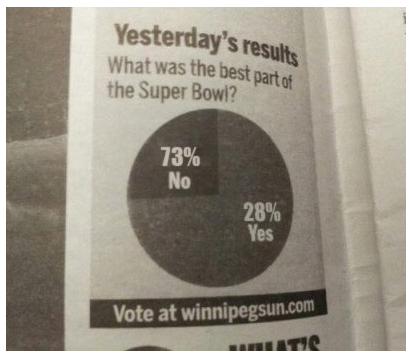 Yesterday's results
What was the best part of
the Super Bowl?
73%
No
28%
Yes
Vote at winnipegsun.com
WHAT'S